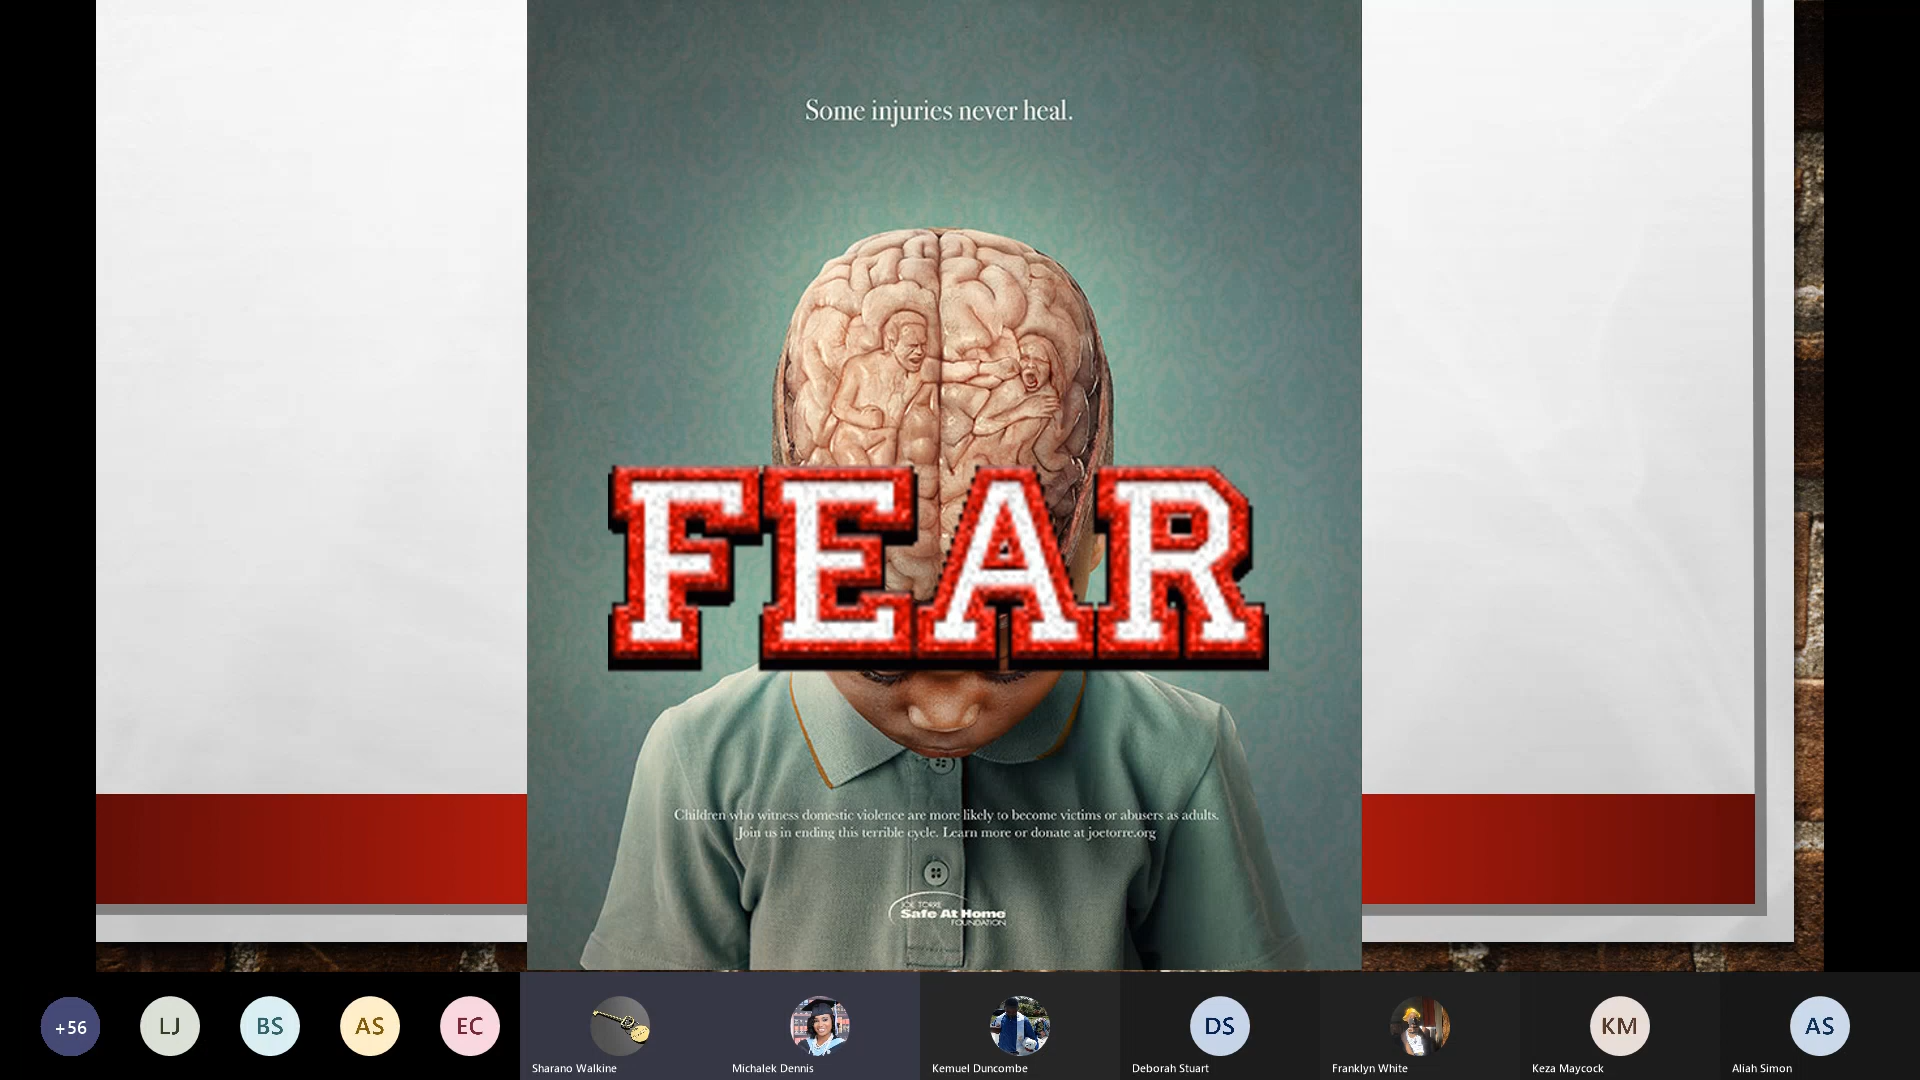 Some injuries never heal.
FEAR
Children who witness domestic violence are more likely to become victims or abusers as adults.
Join us in ending this terrible cycle. Learn more or donate at joetorre.org
JOE TORRE
Safe At Home
FOUNDATION
+56
LJ
BS
AS
EC
Sharano Walkine
Michalek Dennis
Kemuel Duncombe
DS
Deborah Stuart
Franklyn White
KM
Keza Maycock
AS
Aliah Simon